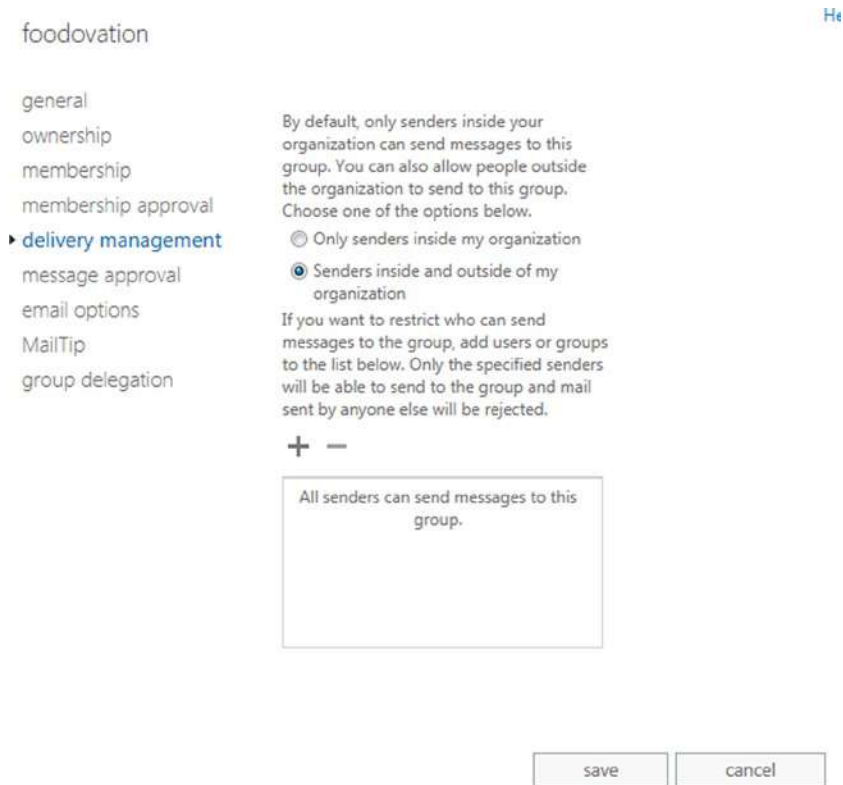 He
foodovation
general
ownership
membership
membership approval
delivery management
message approval
email options
MailTip
group delegation
By default, only senders inside your
organization can send messages to this
group. You can also allow people outside
the organization to send to this group.
Choose one of the options below.
Only senders inside my organization
Senders inside and outside of my
organization
If you want to restrict who can send
messages to the group, add users or groups
to the list below. Only the specified senders
will be able to send to the group and mail
sent by anyone else will be rejected.
All senders can send messages to this
group.
save
cancel